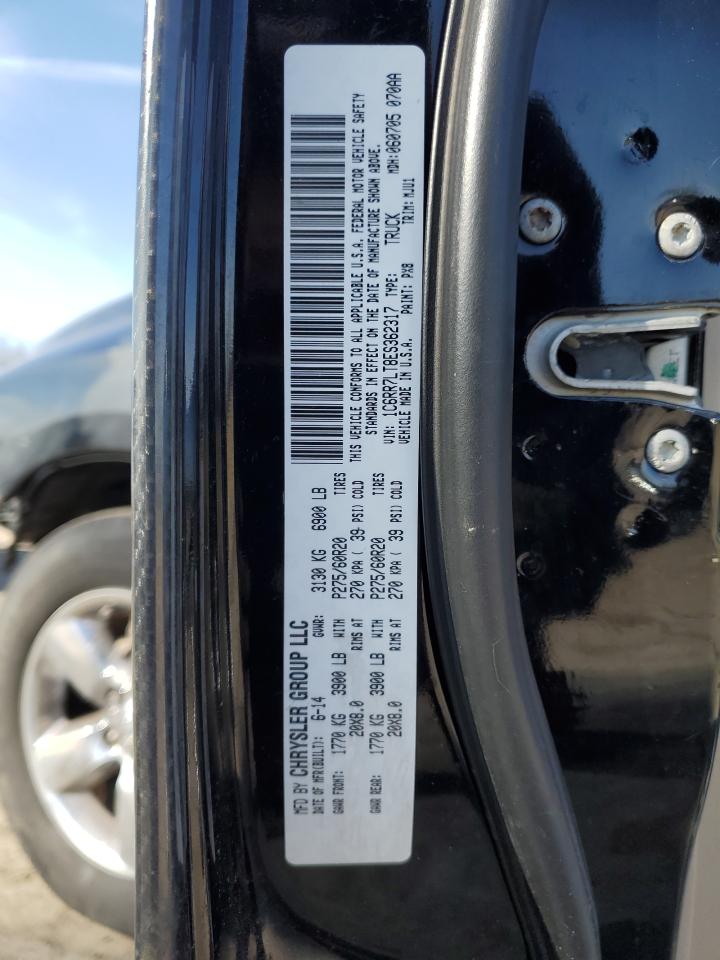 MFD BY CHRYSLER GROUP LLC
DATE OF MFR(BUILT): 6-14 GVWR: 3130 KG 6900 LB
GAWR FRONT: 1770 KG 3900 LB WITH P275/60R20 TIRES
20X8.0 RIMS AT 270 KPA ( 39 PSI) COLD
GAWR REAR: 1770 KG 3900 LB WITH P275/60R20 TIRES
20X8.0 RIMS AT 270 KPA ( 39 PSI) COLD
THIS VEHICLE CONFORMS TO ALL APPLICABLE U.S.A. FEDERAL MOTOR VEHICLE SAFETY
STANDARDS IN EFFECT ON THE DATE OF MANUFACTURE SHOWN ABOVE.
VIN: 1C6RR7LT8ES362317 TYPE: TRUCK MDH:060705 070AA
VEHICLE MADE IN U.S.A. PAINT: PX8 TRIM: MJU1